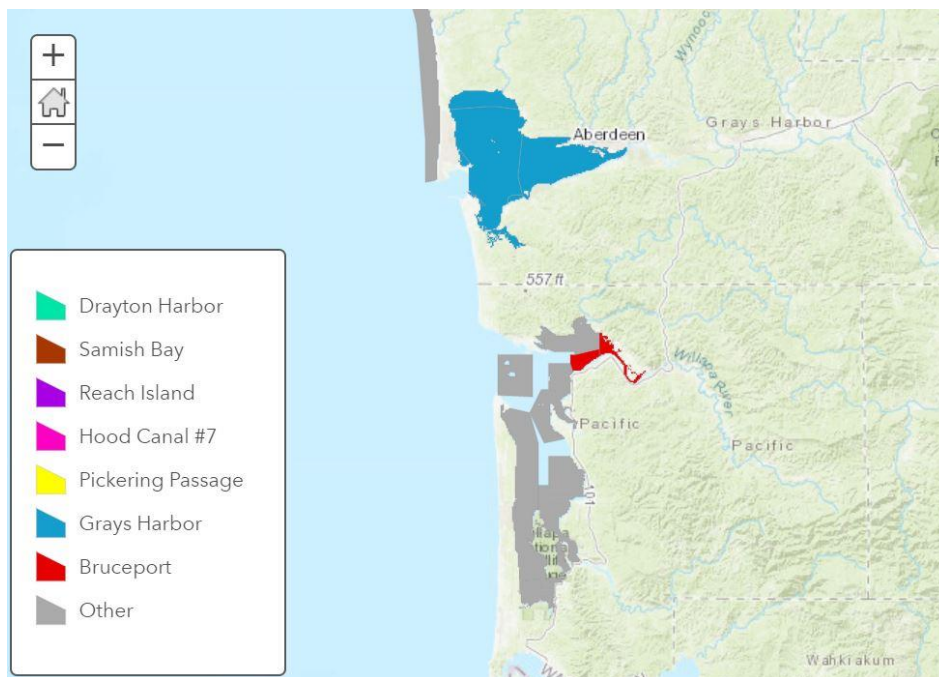 +
−
Wynooc
Grays Harbor
Aberdeen
557 ft
Willapa River
Pacific
Pacific
101
Wahkiakum
Drayton Harbor
Samish Bay
Reach Island
Hood Canal #7
Pickering Passage
Grays Harbor
Bruceport
Other